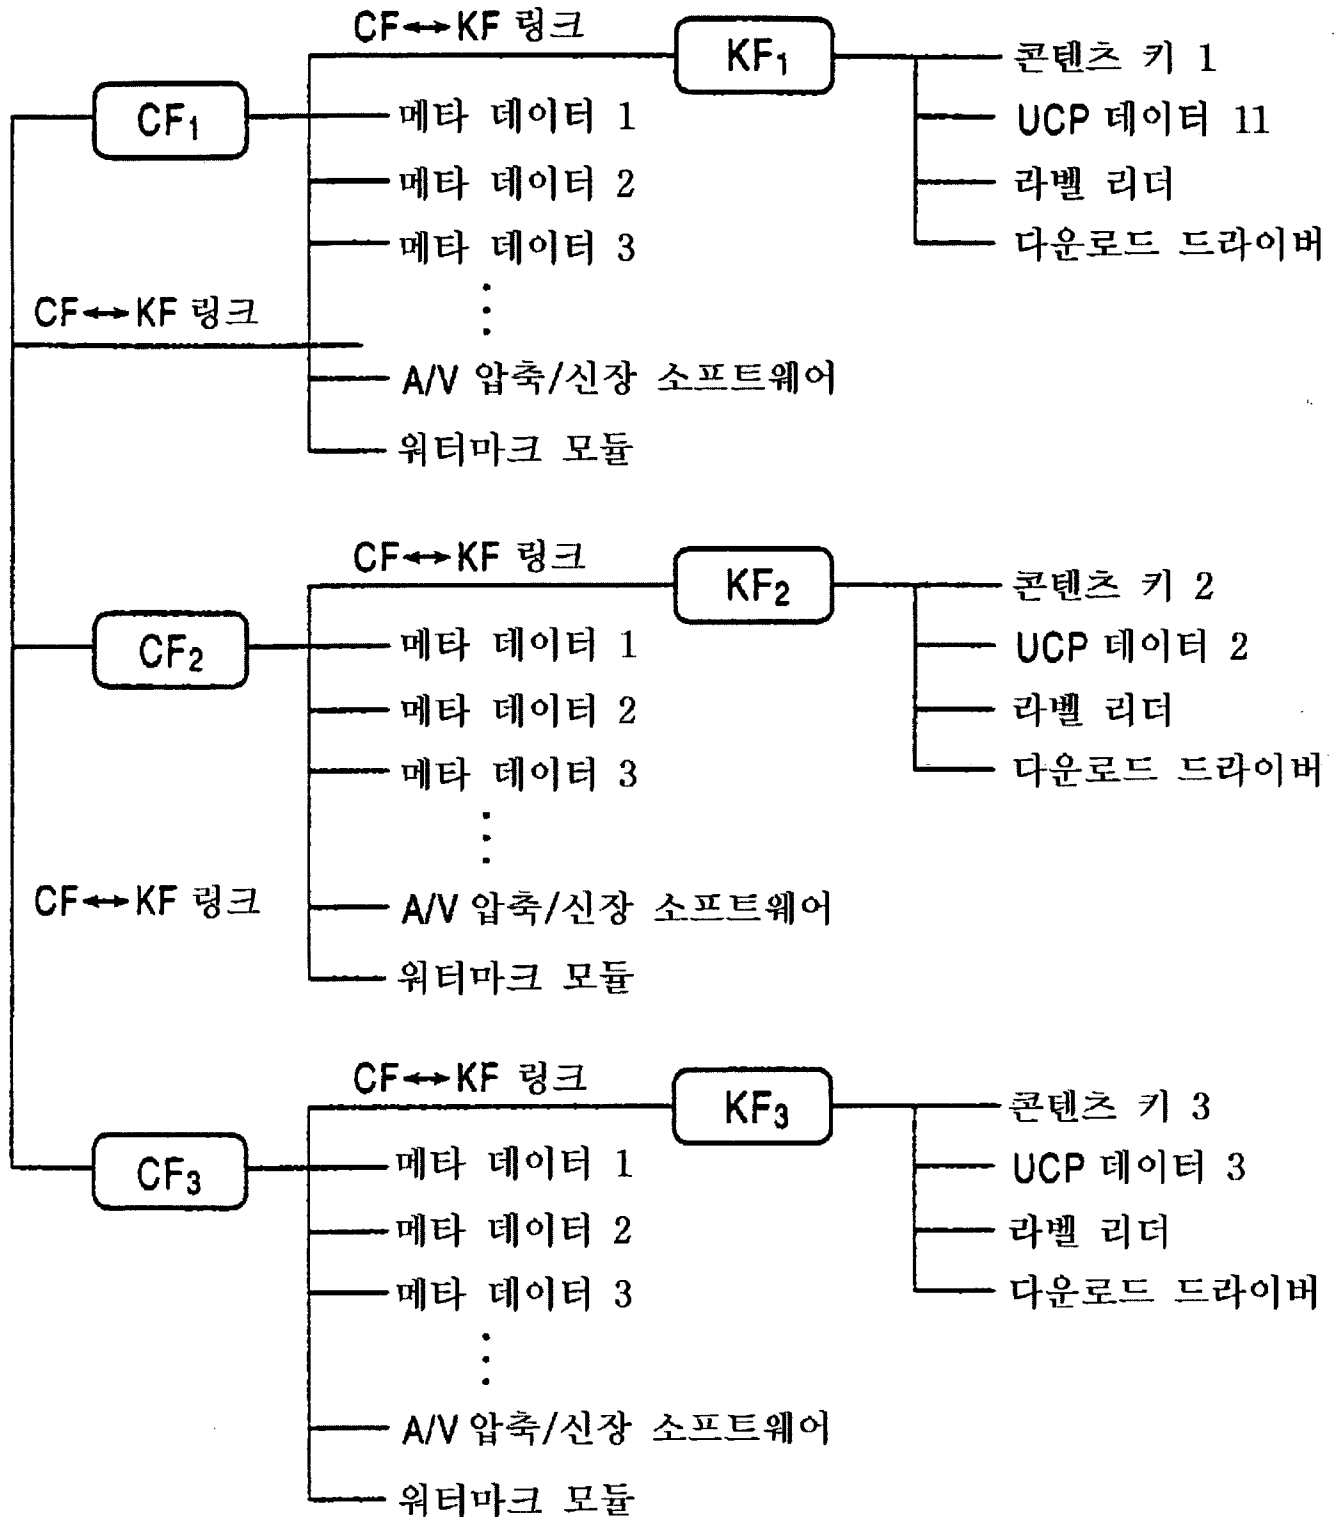 CF↔KF 링크
KF₁
콘텐츠 키 1
CF₁
메타 데이터 1
UCP 데이터 11
메타 데이터 2
라벨 리더
메타 데이터 3
다운로드 드라이버
CF↔KF 링크
A/V 압축/신장 소프트웨어
워터마크 모듈
CF↔KF 링크
KF₂
콘텐츠 키 2
CF₂
메타 데이터 1
UCP 데이터 2
메타 데이터 2
라벨 리더
메타 데이터 3
다운로드 드라이버
CF↔KF 링크
A/V 압축/신장 소프트웨어
워터마크 모듈
CF↔KF 링크
KF₃
콘텐츠 키 3
CF₃
메타 데이터 1
UCP 데이터 3
메타 데이터 2
라벨 리더
메타 데이터 3
다운로드 드라이버
A/V 압축/신장 소프트웨어
워터마크 모듈